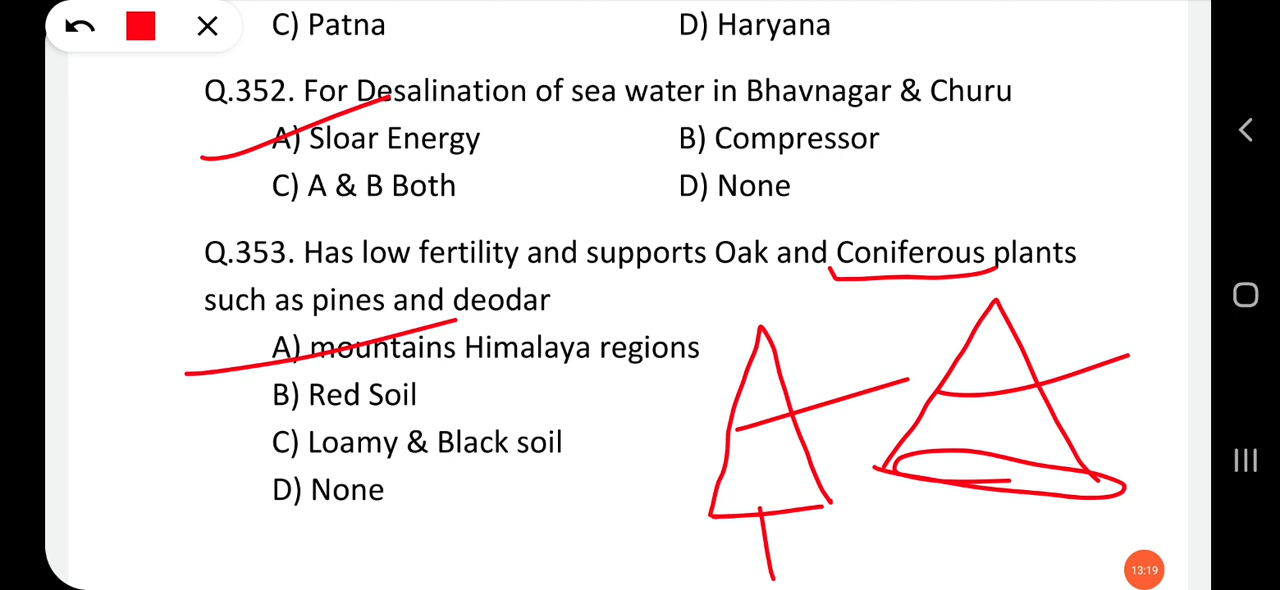 C) Patna D) Haryana
Q.352. For Desalination of sea water in Bhavnagar & Churu
A) Sloar Energy B) Compressor
C) A & B Both D) None
Q.353. Has low fertility and supports Oak and Coniferous plants
such as pines and deodar
A) mountains Himalaya regions
B) Red Soil
C) Loamy & Black soil
D) None
13:19